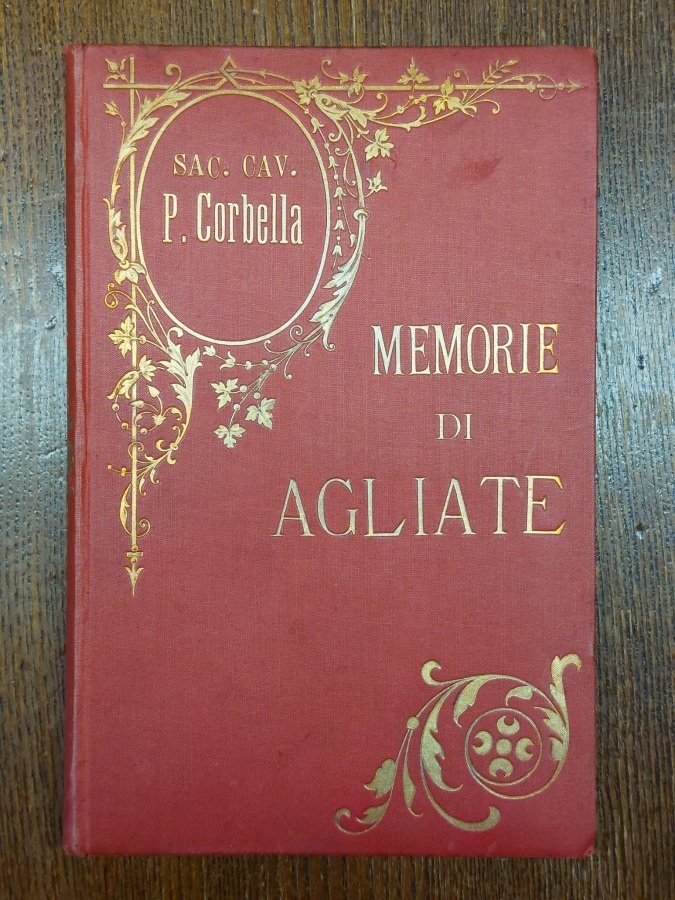 SAC. CAV.
P. Corbella
MEMORIE
DI
AGLIATE